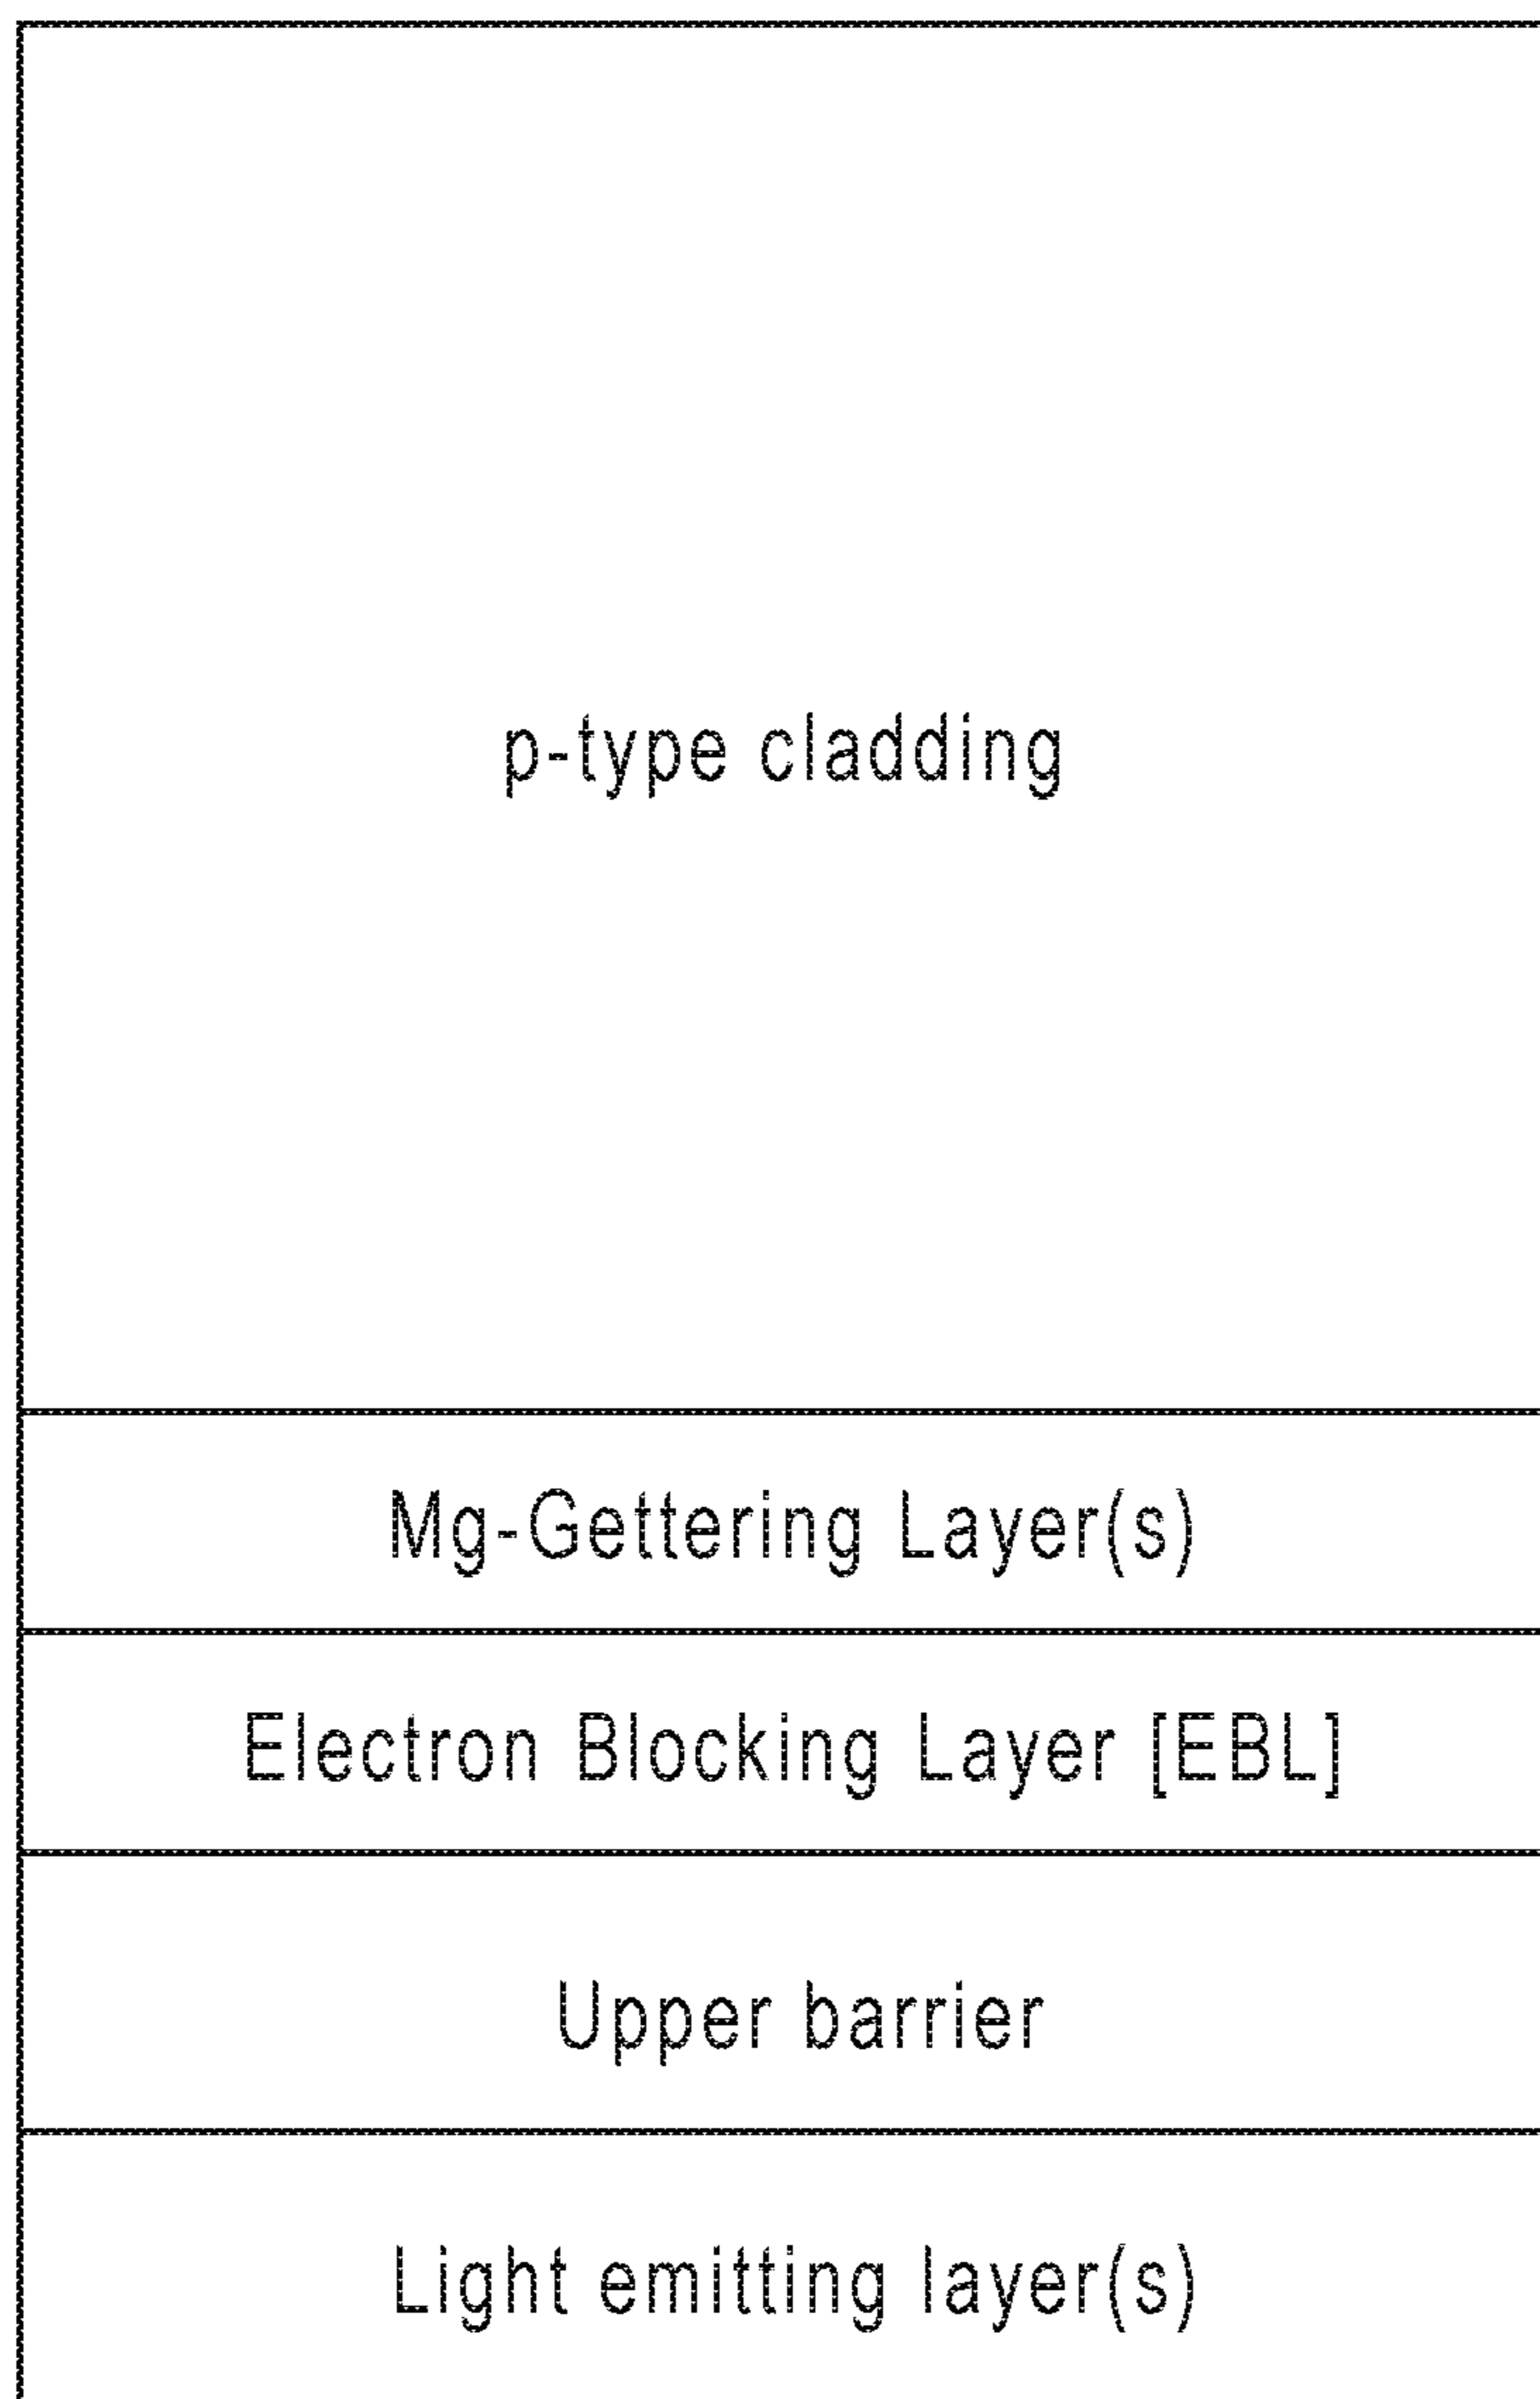 p-type cladding
Mg-Gettering Layer(s)
Electron Blocking Layer [EBL]
Upper barrier
Light emitting layer(s)